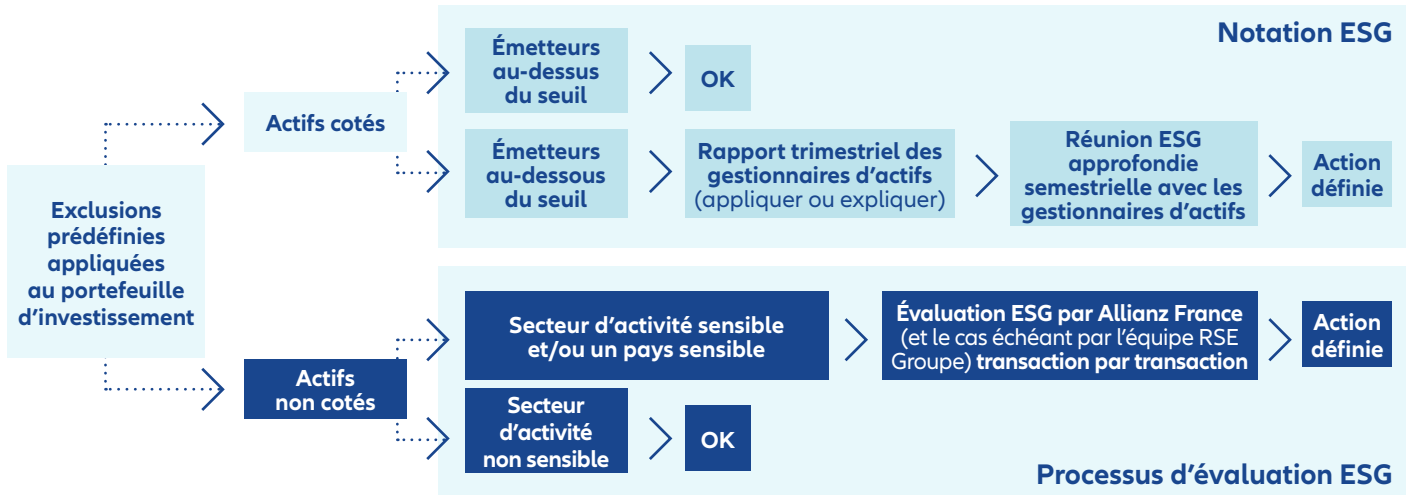 Exclusions
prédéfinies
appliquées
au portefeuille
d'investissement
Actifs cotés
Notation ESG
Émetteurs
au-dessus
du seuil
OK
Émetteurs
au-dessous
du seuil
Rapport trimestriel des
gestionnaires d'actifs
(appliquer ou expliquer)
Réunion ESG
approfondie
semestrielle avec les
gestionnaires d'actifs
Action
définie
Actifs
non cotés
Secteur d'activité sensible
et/ou un pays sensible
Évaluation ESG par Allianz France
(et le cas échéant par l'équipe RSE
Groupe) transaction par transaction
Action
définie
Secteur
d'activité
non sensible
OK
Processus d'évaluation ESG